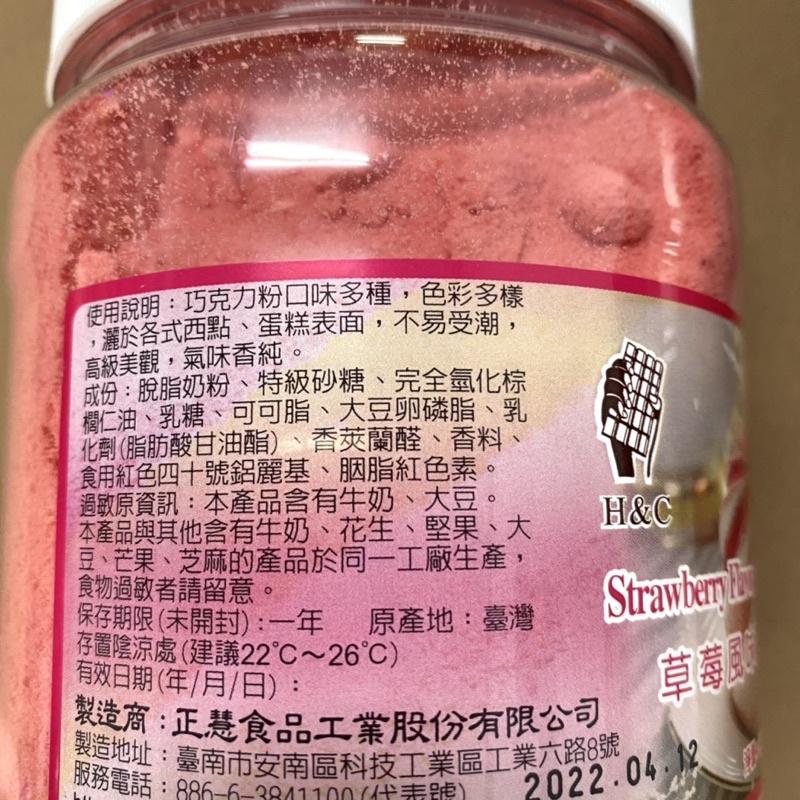 使用說明：巧克力粉口味多種，色彩多樣
，灑於各式西點、蛋糕表面，不易受潮，
高級美觀，氣味香純。
成份：脫脂奶粉、特級砂糖、完全氫化棕
櫚仁油、乳糖、可可脂、大豆卵磷脂、乳
化劑(脂肪酸甘油酯)、香莢蘭醛、香料、
食用紅色四十號鋁麗基、胭脂紅色素。
過敏原資訊：本產品含有牛奶、大豆。
本產品與其他含有牛奶、花生、堅果、大
豆、芒果、芝麻的產品於同一工廠生產，
食物過敏者請留意。
保存期限(未開封)：一年 原產地：臺灣
存置陰涼處(建議22℃～26℃)
有效日期(年/月/日)：
製造商：正慧食品工業股份有限公司
製造地址：臺南市安南區科技工業區工業六路8號
服務電話：886-6-3841100(代表號)
2022.04.12
H&C
Strawberry
草莓風